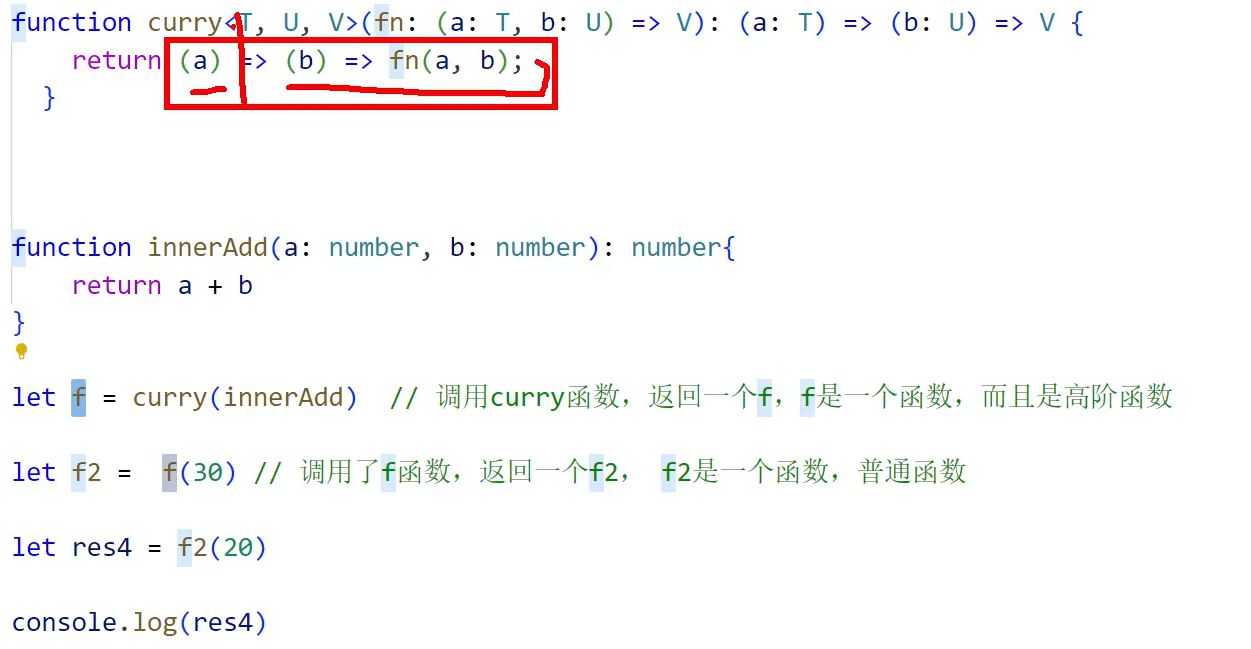 function curry<T, U, V>(fn: (a: T, b: U) => V): (a: T) => (b: U) => V {
    return (a) => (b) => fn(a, b);
  }
function innerAdd(a: number, b: number): number{
    return a + b
}
let f = curry(innerAdd)  // 调用curry函数，返回一个f，f是一个函数，而且是高阶函数
let f2 =  f(30) // 调用了f函数，返回一个f2， f2是一个函数，普通函数
let res4 = f2(20)
console.log(res4)